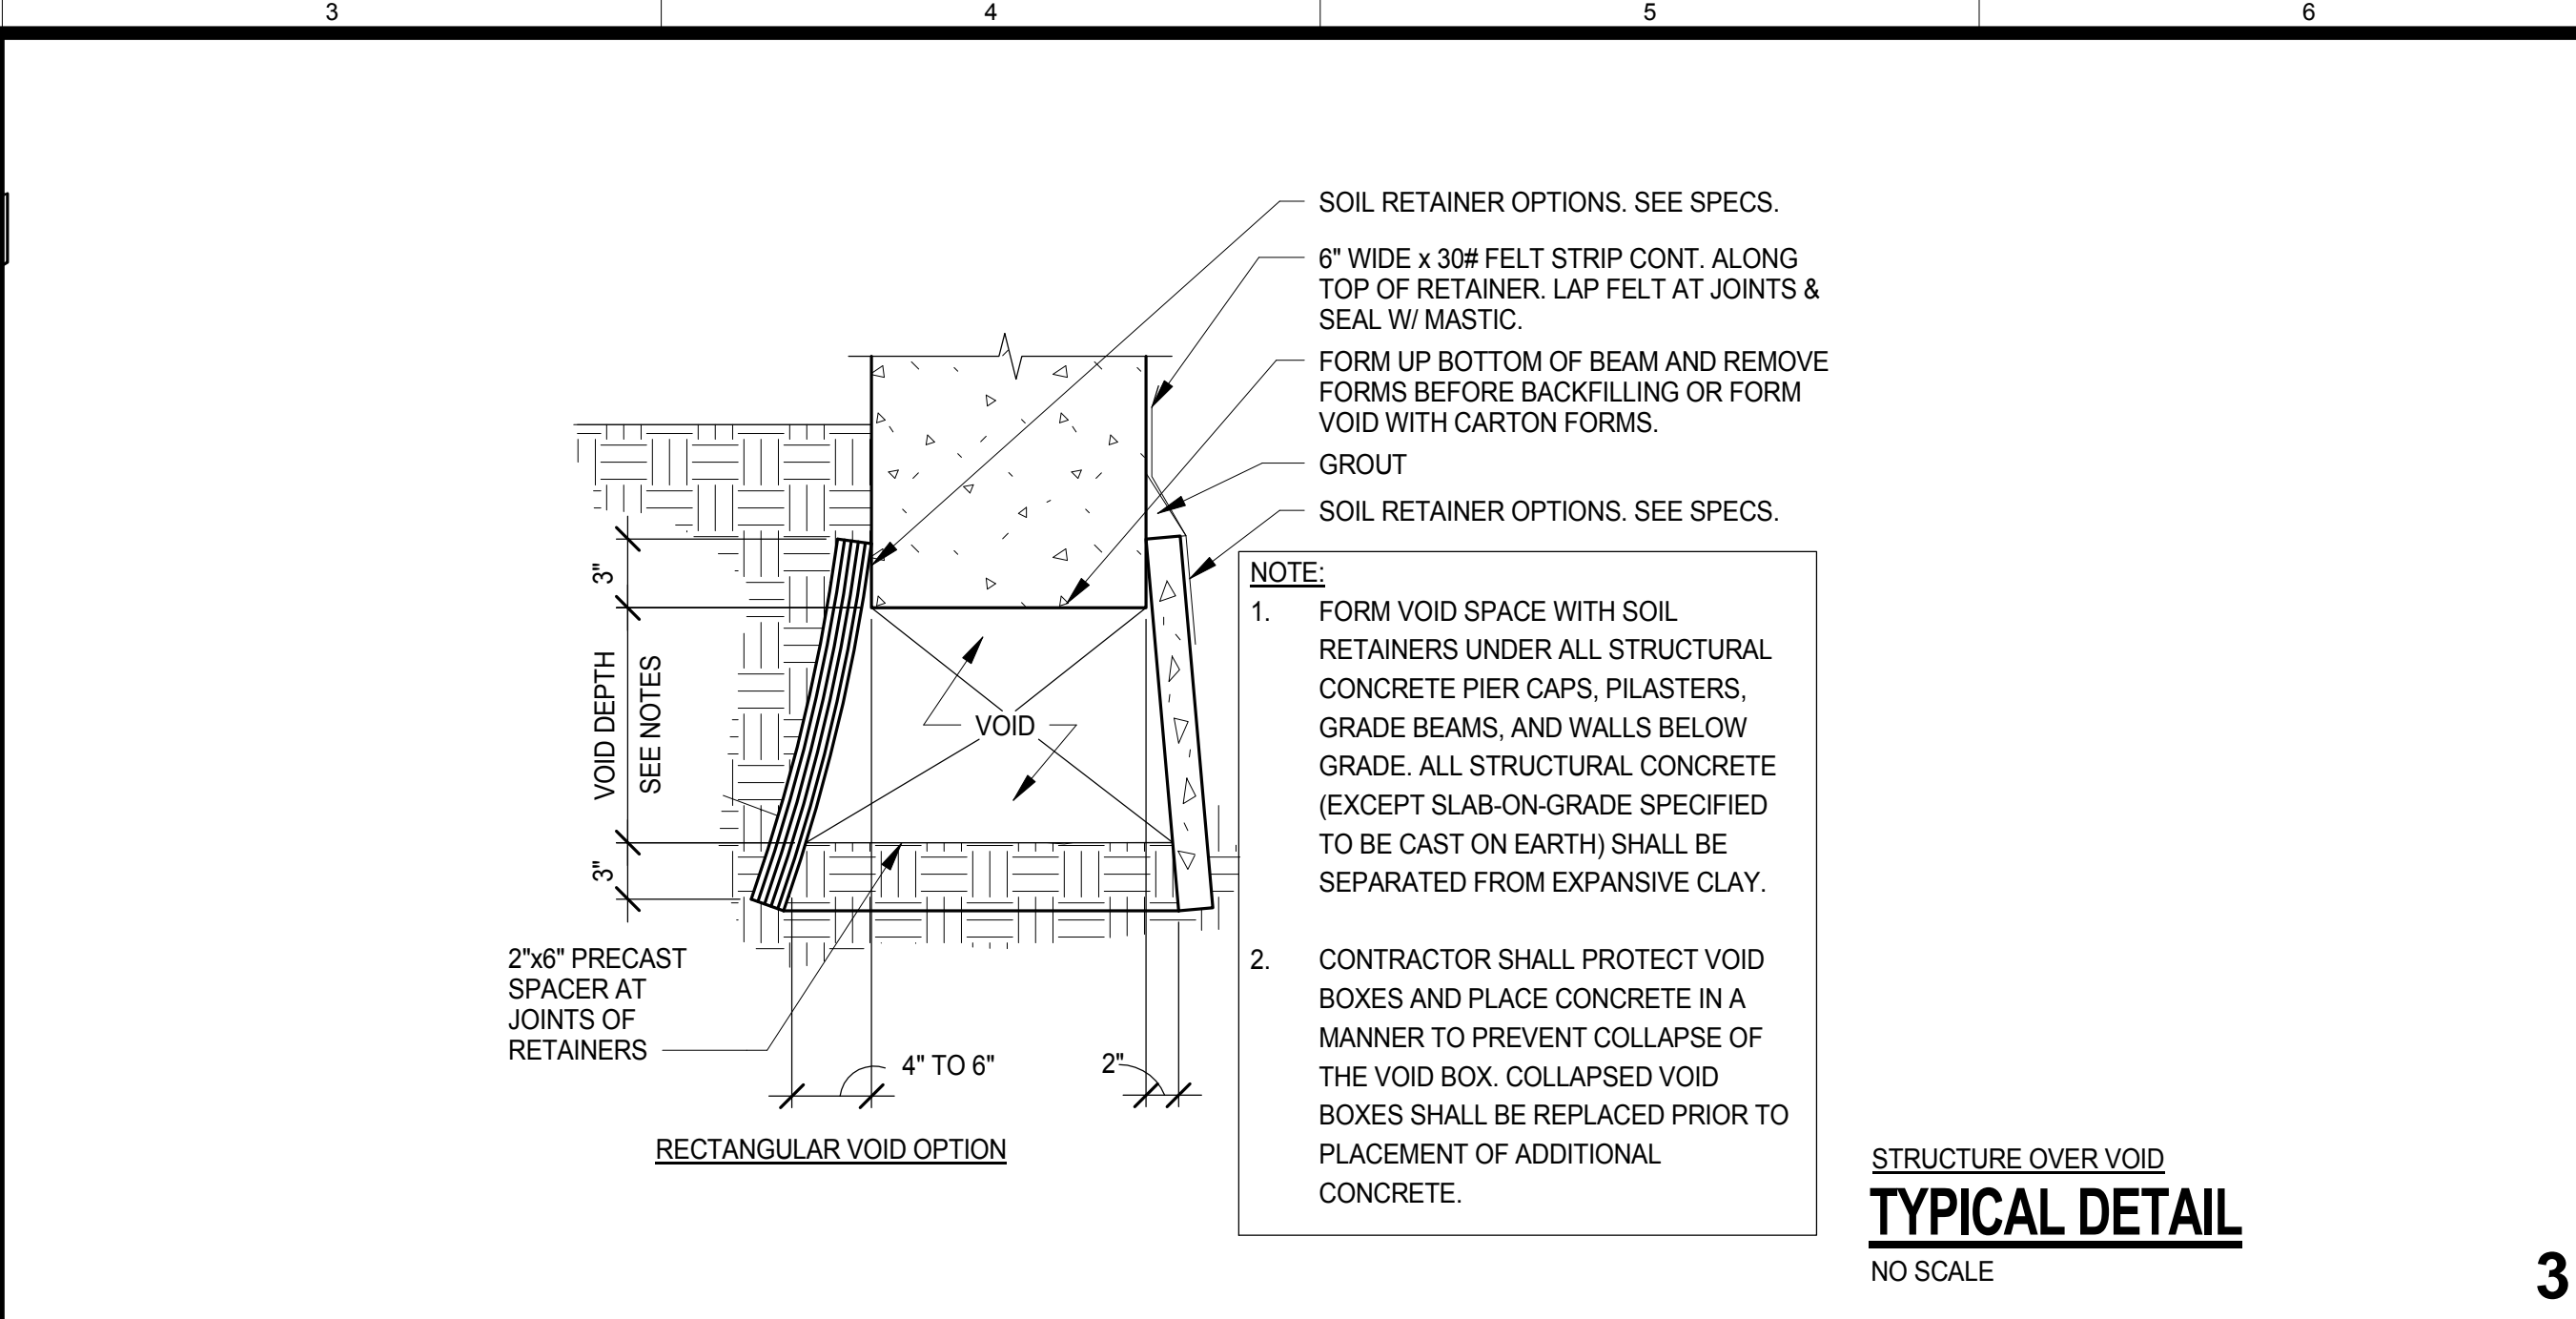 3
4
5
6
SOIL RETAINER OPTIONS. SEE SPECS.
6" WIDE x 30# FELT STRIP CONT. ALONG
TOP OF RETAINER. LAP FELT AT JOINTS &
SEAL W/ MASTIC.
FORM UP BOTTOM OF BEAM AND REMOVE
FORMS BEFORE BACKFILLING OR FORM
VOID WITH CARTON FORMS.
GROUT
SOIL RETAINER OPTIONS. SEE SPECS.
3"
VOID DEPTH
SEE NOTES
3"
VOID
2"x6" PRECAST
SPACER AT
JOINTS OF
RETAINERS
4" TO 6"
2"
RECTANGULAR VOID OPTION
NOTE:
1. FORM VOID SPACE WITH SOIL
RETAINERS UNDER ALL STRUCTURAL
CONCRETE PIER CAPS, PILASTERS,
GRADE BEAMS, AND WALLS BELOW
GRADE. ALL STRUCTURAL CONCRETE
(EXCEPT SLAB-ON-GRADE SPECIFIED
TO BE CAST ON EARTH) SHALL BE
SEPARATED FROM EXPANSIVE CLAY.
2. CONTRACTOR SHALL PROTECT VOID
BOXES AND PLACE CONCRETE IN A
MANNER TO PREVENT COLLAPSE OF
THE VOID BOX. COLLAPSED VOID
BOXES SHALL BE REPLACED PRIOR TO
PLACEMENT OF ADDITIONAL
CONCRETE.
STRUCTURE OVER VOID
TYPICAL DETAIL
NO SCALE
3